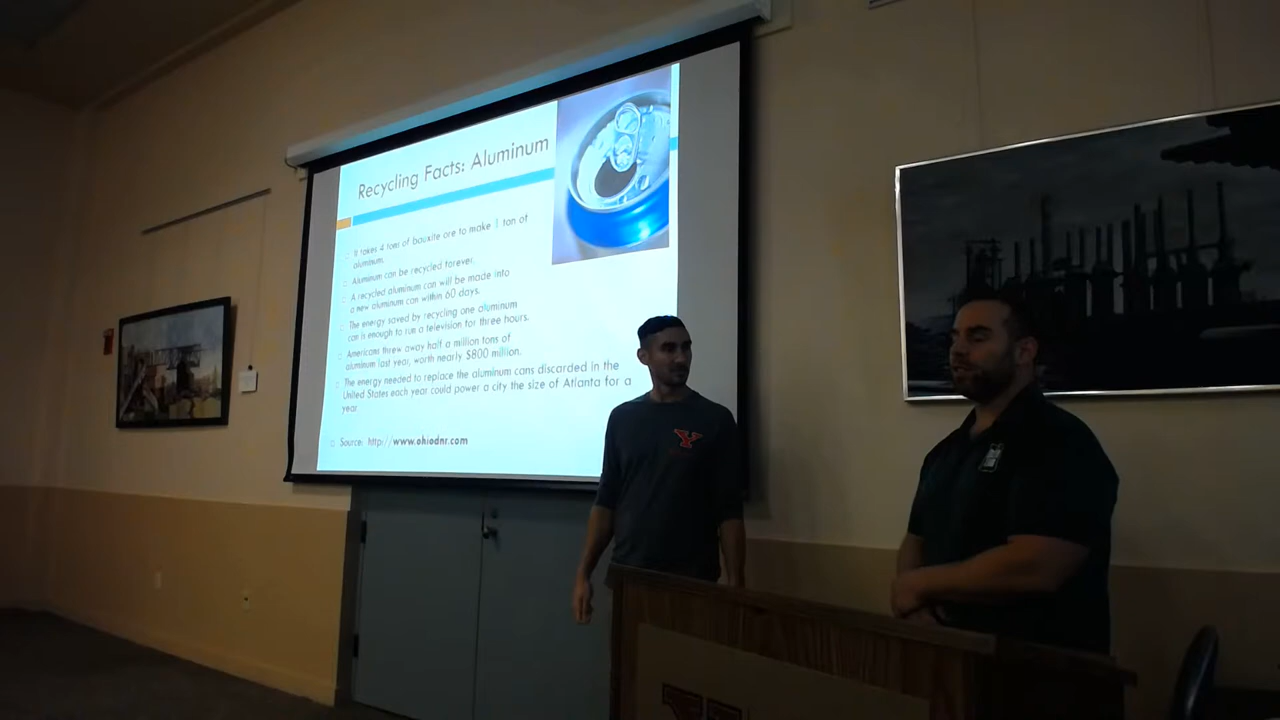 Recycling Facts: Aluminum
It takes 4 tons of bauxite ore to make 1 ton of
aluminum.
Aluminum can be recycled forever.
A recycled aluminum can will be made into
a new aluminum can within 60 days.
The energy saved by recycling one aluminum
can is enough to run a television for three hours.
Americans threw away half a million tons of
aluminum last year, worth nearly $800 million.
The energy needed to replace the aluminum cans discarded in the
United States each year could power a city the size of Atlanta for a
year
Source: http://www.ohiodnr.com
Y